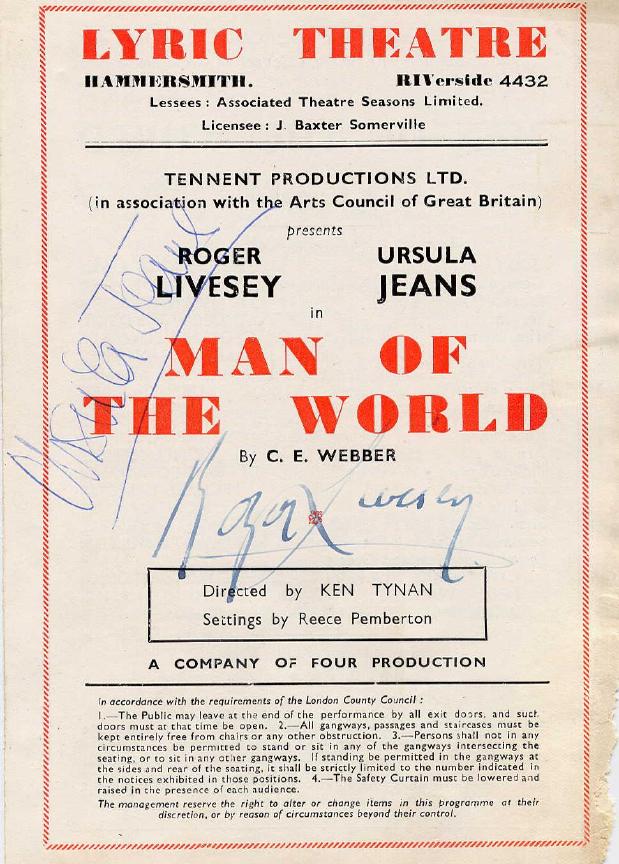 LYRIC THEATRE
HAMMERSMITH. RIVerside 4432
Lessees : Associated Theatre Seasons Limited.
Licensee : J. Baxter Somerville
TENNENT PRODUCTIONS LTD.
(in association with the Arts Council of Great Britain)
presents
ROGER URSULA
LIVESEY JEANS
in
MAN OF
THE WORLD
By C. E. WEBBER
Ursula Jeans
Roger Livesey
Directed by KEN TYNAN
Settings by Reece Pemberton
A COMPANY OF FOUR PRODUCTION
In accordance with the requirements of the London County Council :
1.—The Public may leave at the end of the performance by all exit doors, and such
doors must at that time be open. 2.—All gangways, passages and staircases must be
kept entirely free from chairs or any other obstruction. 3.—Persons shall not in any
circumstances be permitted to stand or sit in any of the gangways intersecting the
seating, or to sit in any other gangways. If standing be permitted in the gangways at
the sides and rear of the seating, it shall be strictly limited to the number indicated in
the notices exhibited in those positions. 4.—The Safety Curtain must be lowered and
raised in the presence of each audience.
The management reserve the right to alter or change items in this programme at their
discretion, or by reason of circumstances beyond their control.